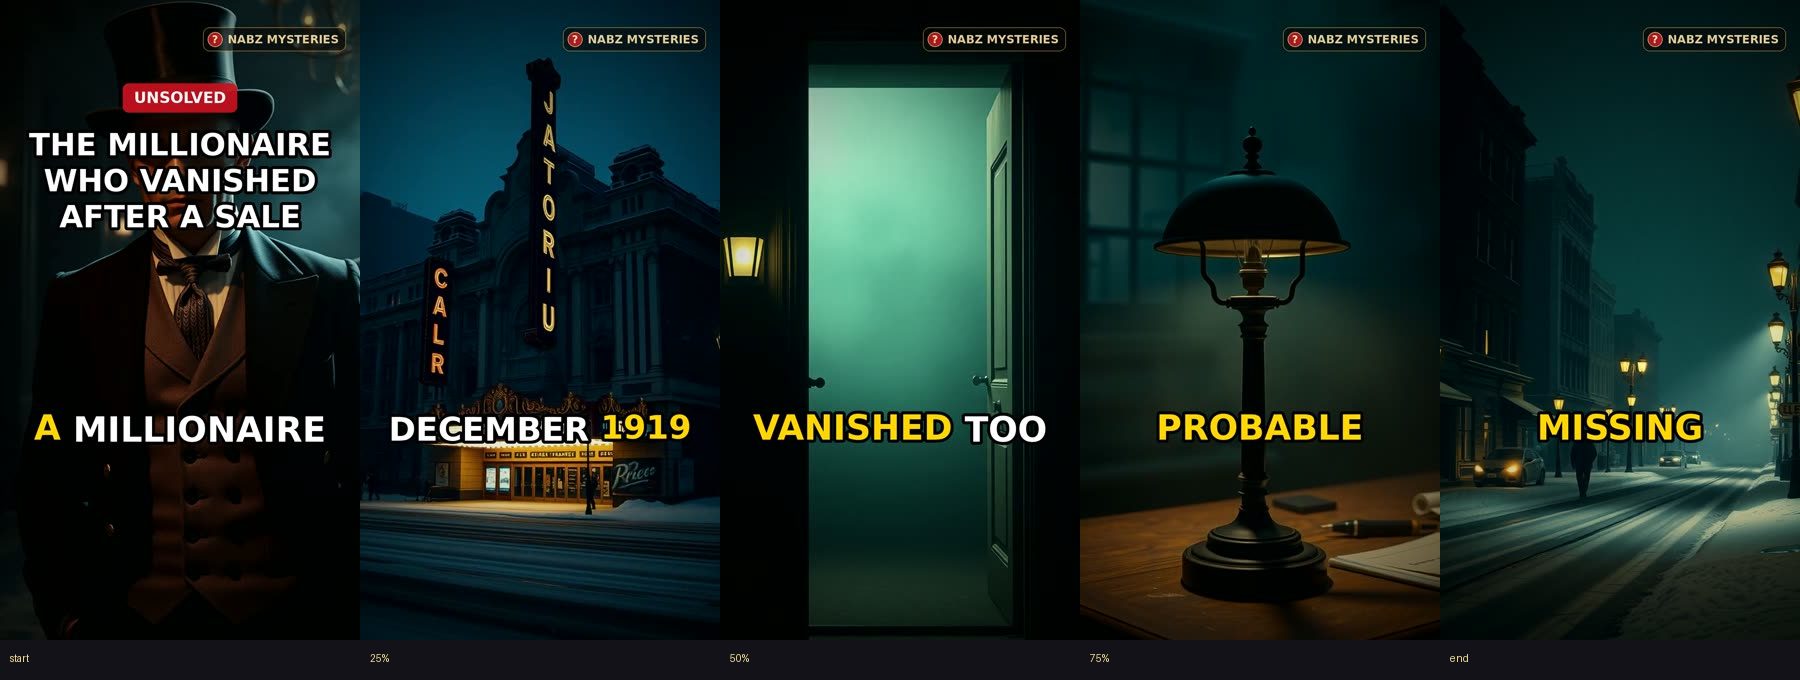 ? NABZ MYSTERIES
UNSOLVED
THE MILLIONAIRE
WHO VANISHED
AFTER A SALE
A MILLIONAIRE
start
? NABZ MYSTERIES
JATORIU
CALR
DECEMBER 1919
25%
? NABZ MYSTERIES
VANISHED TOO
50%
? NABZ MYSTERIES
PROBABLE
75%
? NABZ MYSTERIES
MISSING
end